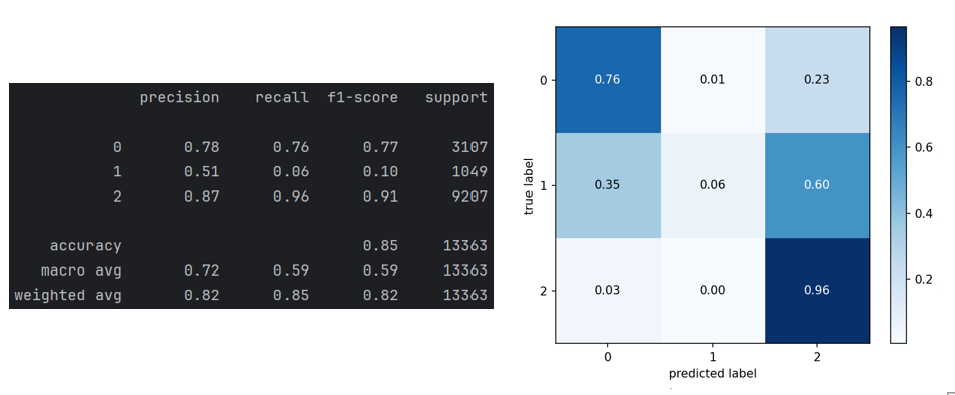 precision recall f1-score support
0 0.78 0.76 0.77 3107
1 0.51 0.06 0.10 1049
2 0.87 0.96 0.91 9207
accuracy 0.85 13363
macro avg 0.72 0.59 0.59 13363
weighted avg 0.82 0.85 0.82 13363
true label
0 0.76 0.01 0.23
1 0.35 0.06 0.60
2 0.03 0.00 0.96
0 1 2
predicted label
0.8
0.6
0.4
0.2